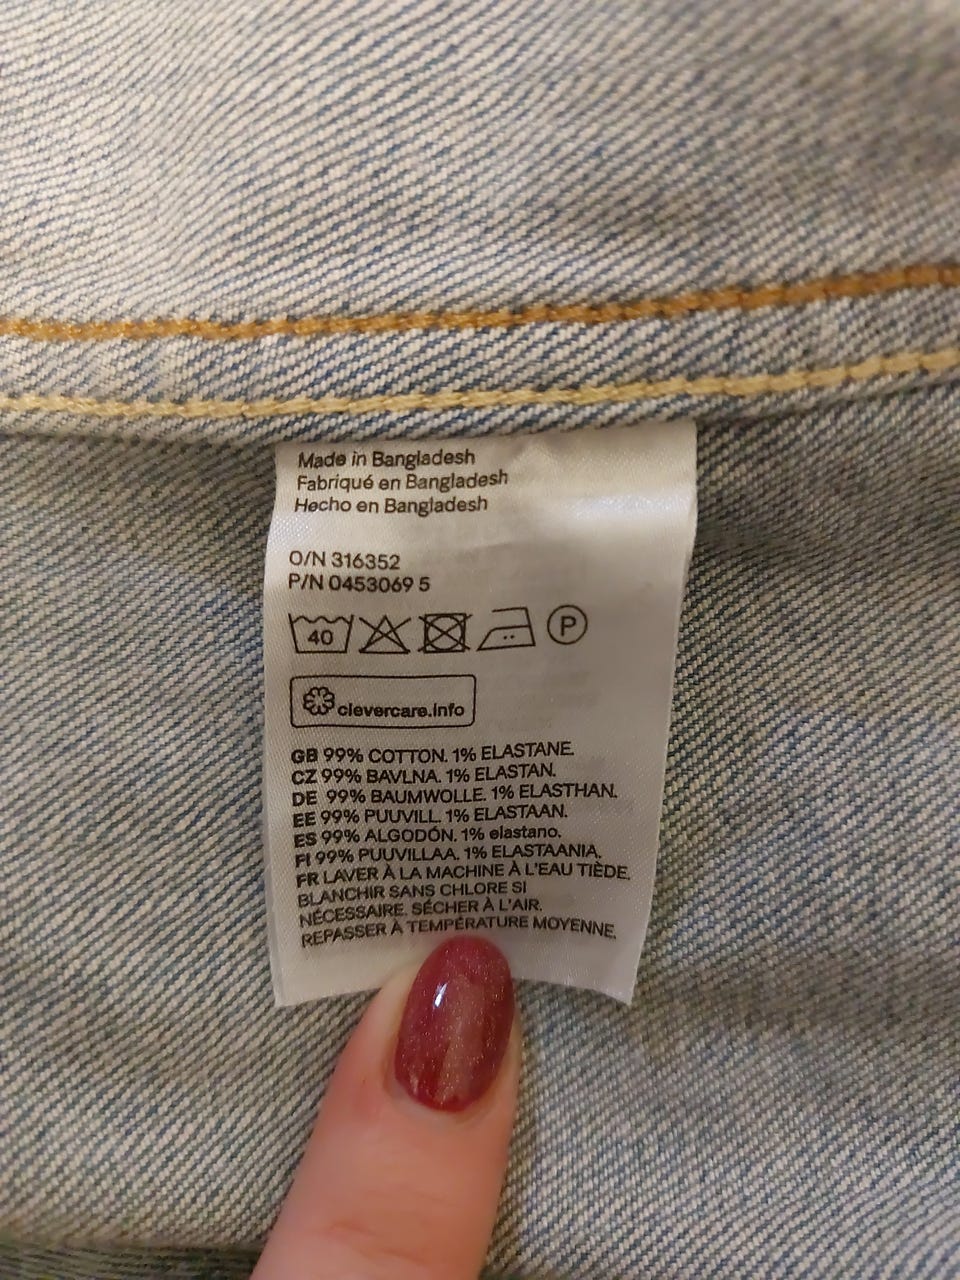 Made in Bangladesh
Fabriqué en Bangladesh
Hecho en Bangladesh
O/N 316352
P/N 0453069 5
40 P
clevercare.info
GB 99% COTTON. 1% ELASTANE.
CZ 99% BAVLNA. 1% ELASTAN.
DE 99% BAUMWOLLE. 1% ELASTHAN.
EE 99% PUUVILL. 1% ELASTAAN.
ES 99% ALGODÓN. 1% elastano.
FI 99% PUUVILLAA. 1% ELASTAANIA.
FR LAVER À LA MACHINE À L'EAU TIÈDE.
BLANCHIR SANS CHLORE SI
NÉCESSAIRE. SÉCHER À L'AIR.
REPASSER À TEMPÉRATURE MOYENNE.